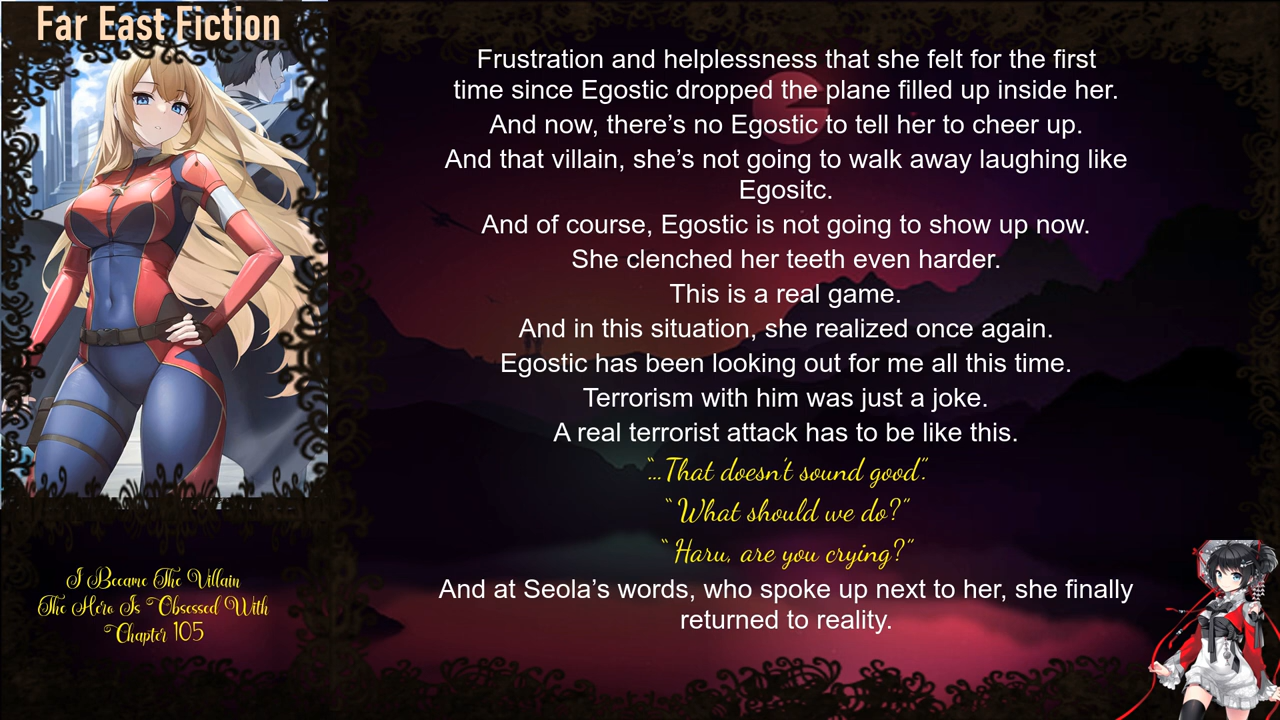 Far East Fiction
Frustration and helplessness that she felt for the first
time since Egostic dropped the plane filled up inside her.
And now, there's no Egostic to tell her to cheer up.
And that villain, she's not going to walk away laughing like
Egositc.
And of course, Egostic is not going to show up now.
She clenched her teeth even harder.
This is a real game.
And in this situation, she realized once again.
Egostic has been looking out for me all this time.
Terrorism with him was just a joke.
A real terrorist attack has to be like this.
“…That doesn't sound good”.
“What should we do?”
“Haru, are you crying?”
And at Seola's words, who spoke up next to her, she finally
returned to reality.
I Became The Villain
The Hero Is Obsessed With
Chapter 105